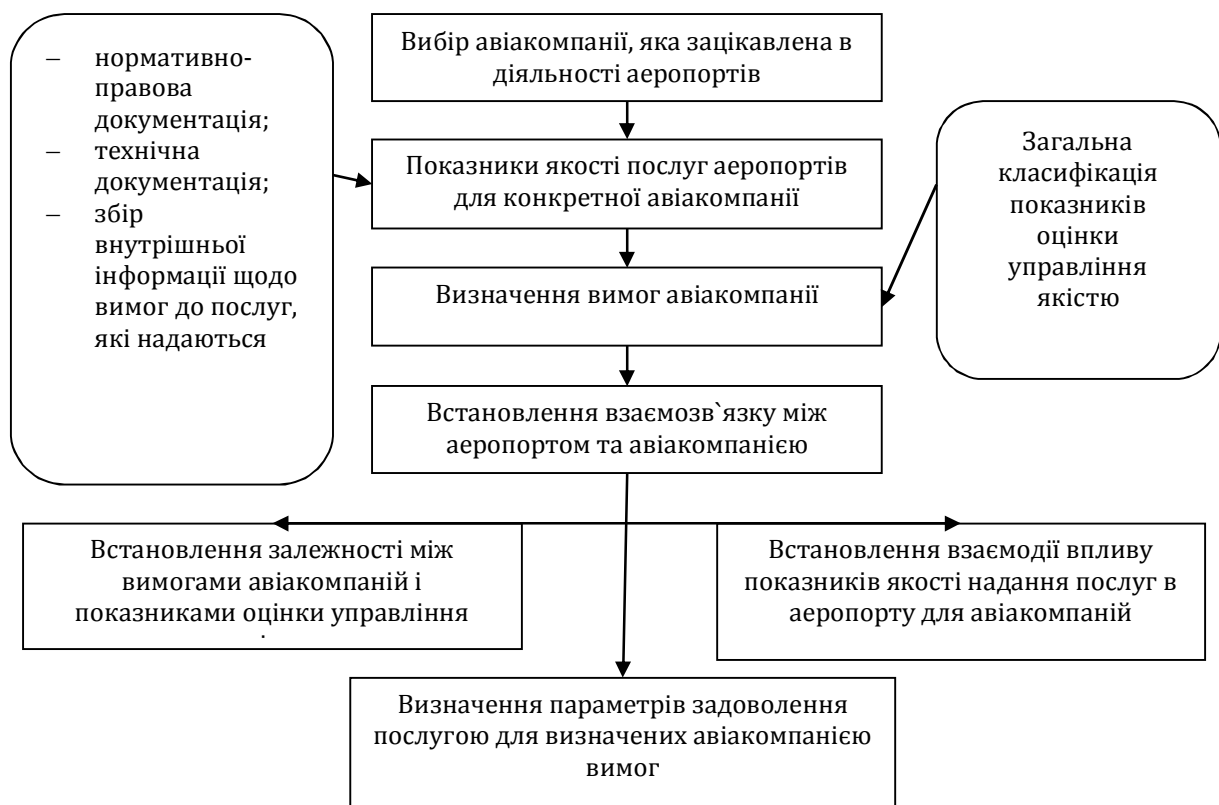 – нормативно-
правова
документація;
– технічна
документація;
– збір
внутрішньої
інформації щодо
вимог до послуг,
які надаються
Вибір авіакомпанії, яка зацікавлена в
діяльності аеропортів
Показники якості послуг аеропортів
для конкретної авіакомпанії
Визначення вимог авіакомпанії
Загальна
класифікація
показників
оцінки
управління
якістю
Встановлення взаємозв`язку між
аеропортом та авіакомпанією
Встановлення залежності між
вимогами авіакомпаній і
показниками оцінки управління
Встановлення взаємодії впливу
показників якості надання послуг в
аеропорту для авіакомпаній
Визначення параметрів задоволення
послугою для визначених авіакомпанією
вимог